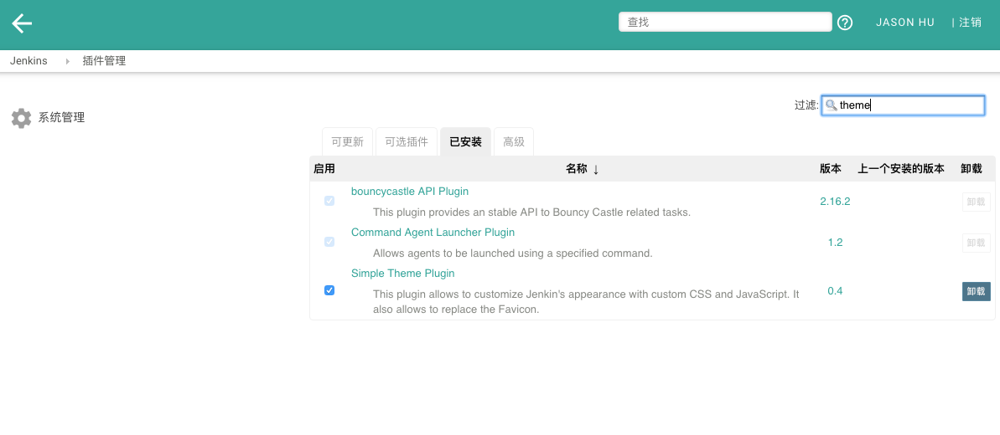 查找
JASON HU
| 注销
Jenkins
插件管理
系统管理
过滤: theme
可更新
可选插件
已安装
高级
启用
名称 ↓
版本
上一个安装的版本
卸载
bouncycastle API Plugin
This plugin provides an stable API to Bouncy Castle related tasks.
2.16.2
卸载
Command Agent Launcher Plugin
Allows agents to be launched using a specified command.
1.2
卸载
Simple Theme Plugin
This plugin allows to customize Jenkin's appearance with custom CSS and JavaScript. It
also allows to replace the Favicon.
0.4
卸载